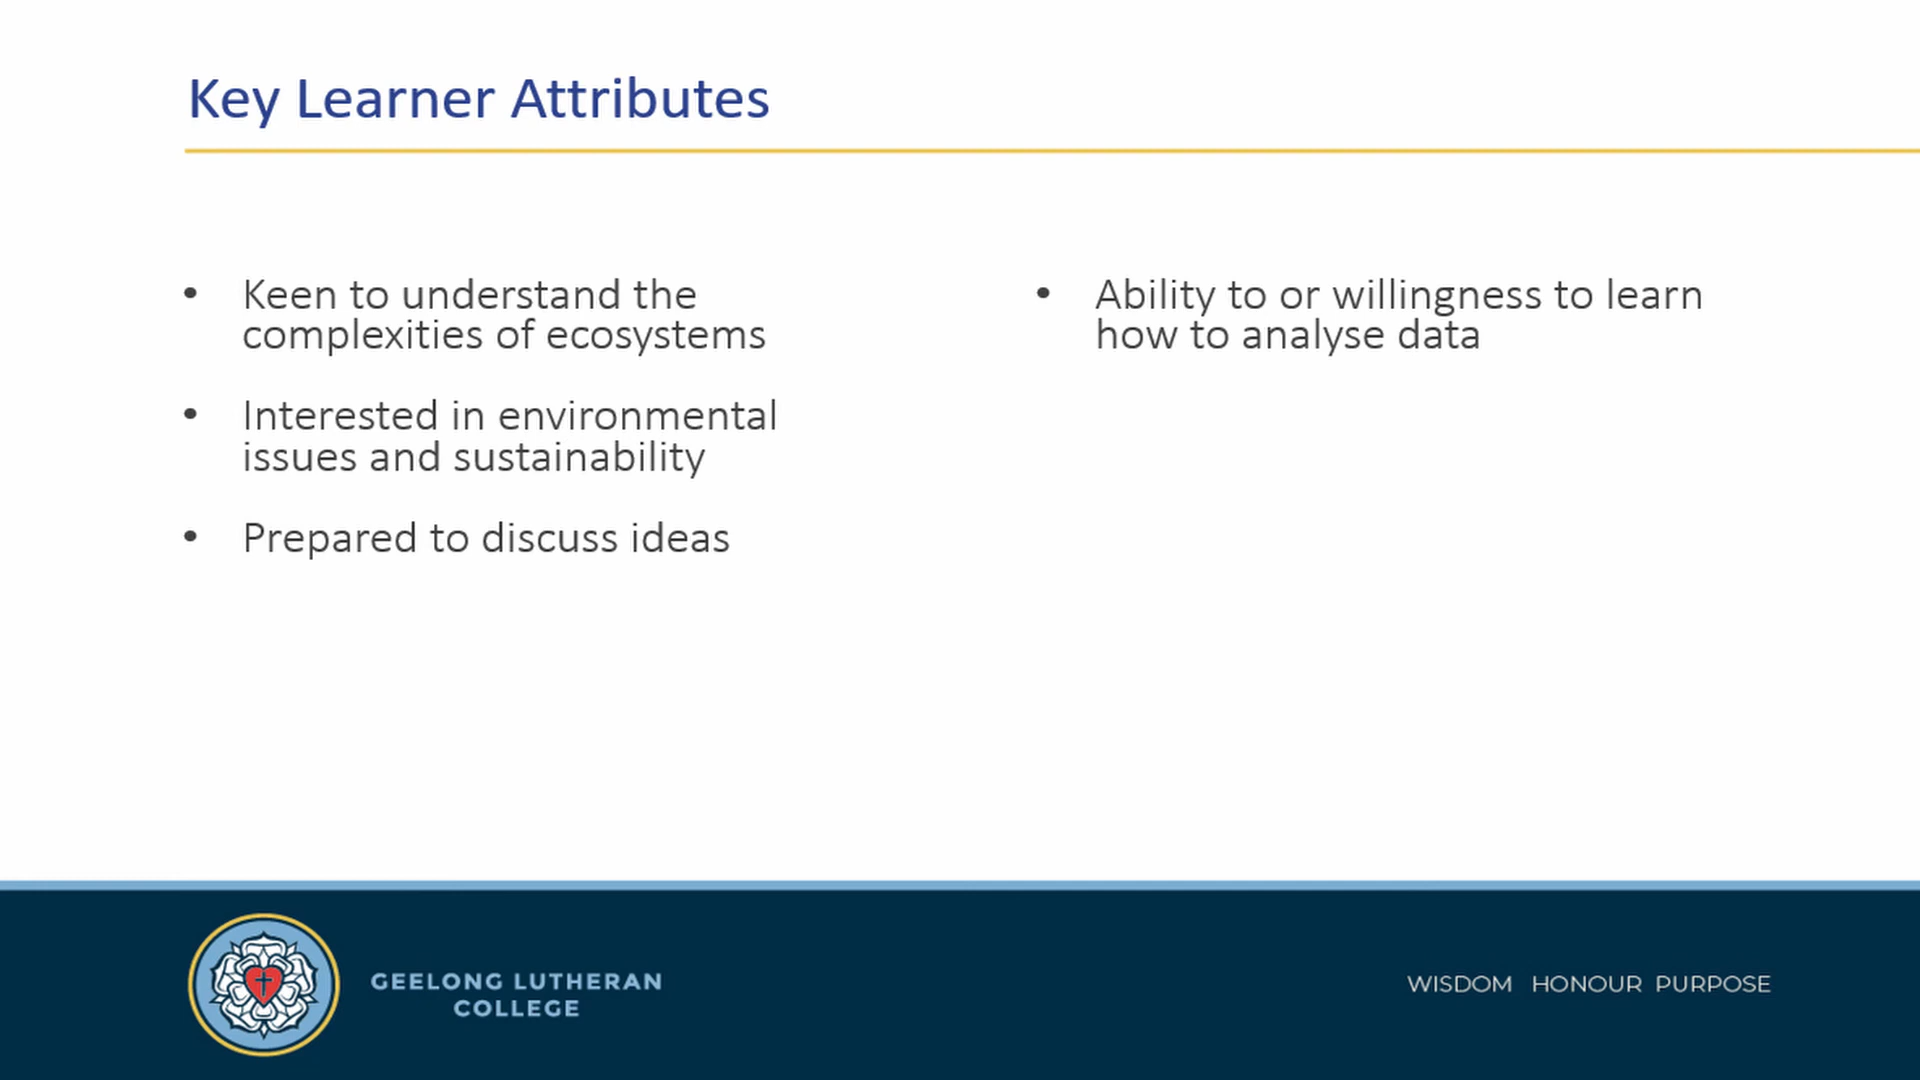 Key Learner Attributes
• Keen to understand the
complexities of ecosystems
• Interested in environmental
issues and sustainability
• Prepared to discuss ideas
• Ability to or willingness to learn
how to analyse data
GEELONG LUTHERAN
COLLEGE
WISDOM HONOUR PURPOSE